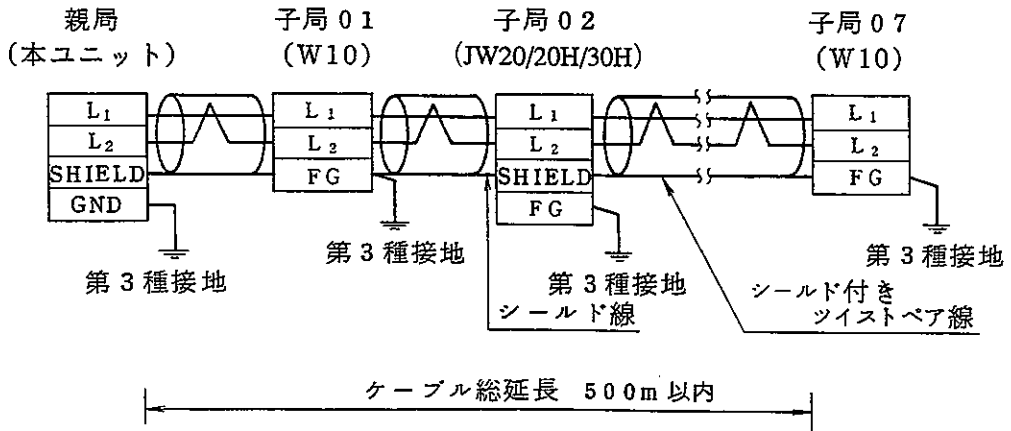 親局
(本ユニット)
子局01
(W10)
子局02
(JW20/20H/30H)
子局07
(W10)
L1
L2
SHIELD
GND
L1
L2
FG
L1
L2
SHIELD
FG
L1
L2
FG
第3種接地
第3種接地
第3種接地
第3種接地
シールド線
シールド付き
ツイストペア線
ケーブル総延長 500m以内